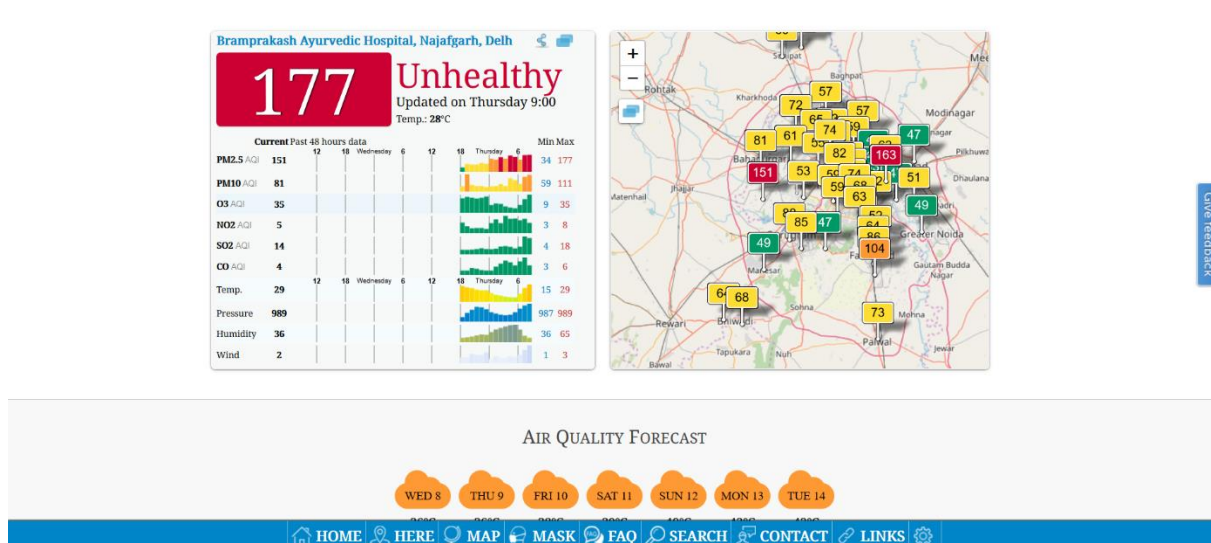 Bramprakash Ayurvedic Hospital, Najafgarh, Delh
177
Unhealthy
Updated on Thursday 9:00
Temp.: 28°C
Current Past 48 hours data Min Max
12 18 Wednesday 6 12 18 Thursday 6
PM2.5 AQI 151 34 177
PM10 AQI 81 59 111
O3 AQI 35 9 35
NO2 AQI 5 3 8
SO2 AQI 14 4 18
CO AQI 4 3 6
12 18 Wednesday 6 12 18 Thursday 6
Temp. 29 15 29
Pressure 989 987 989
Humidity 36 36 65
Wind 2 1 3
+
−
Rohtak
Kharkhoda
Baghpat
57
72
57
Modinagar
74
81
61
47
82
163
Pilkhuwa
151
53
74
51
Dhaulana
Jhajjar
59
63
49
85
47
Greater Noida
49
104
Manesar
Gautam Budda
Nagar
68
Sohna
73
Mohna
Rewari
Palwal
Tapukara
Nuh
Jewar
Bawal
Give feedback
AIR QUALITY FORECAST
WED 8 THU 9 FRI 10 SAT 11 SUN 12 MON 13 TUE 14
HOME HERE MAP MASK FAQ SEARCH CONTACT LINKS